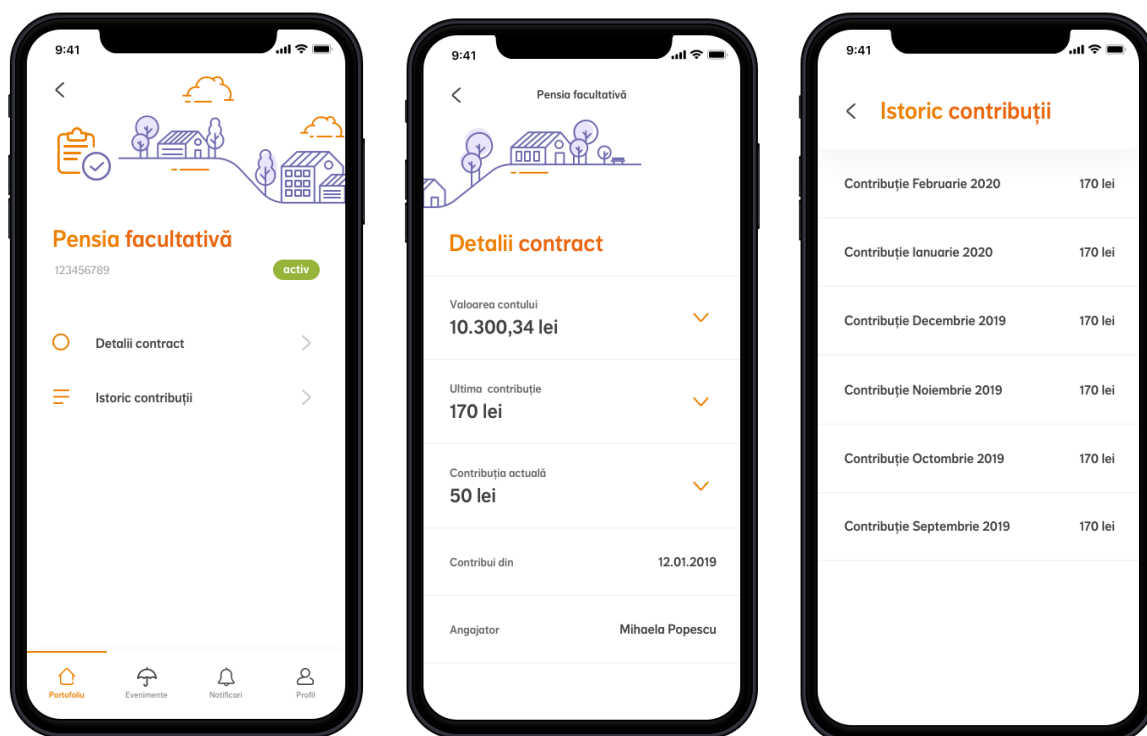 9:41
Pensia facultativă
123456789
activ
Detalii contract
Istoric contribuții
Portofoliu
Evenimente
Notificari
Profil
9:41
Pensia facultativă
Detalii contract
Valoarea contului
10.300,34 lei
Ultima contribuție
170 lei
Contribuția actuală
50 lei
Contribui din 12.01.2019
Angajator Mihaela Popescu
9:41
Istoric contribuții
Contribuție Februarie 2020 170 lei
Contribuție Ianuarie 2020 170 lei
Contribuție Decembrie 2019 170 lei
Contribuție Noiembrie 2019 170 lei
Contribuție Octombrie 2019 170 lei
Contribuție Septembrie 2019 170 lei